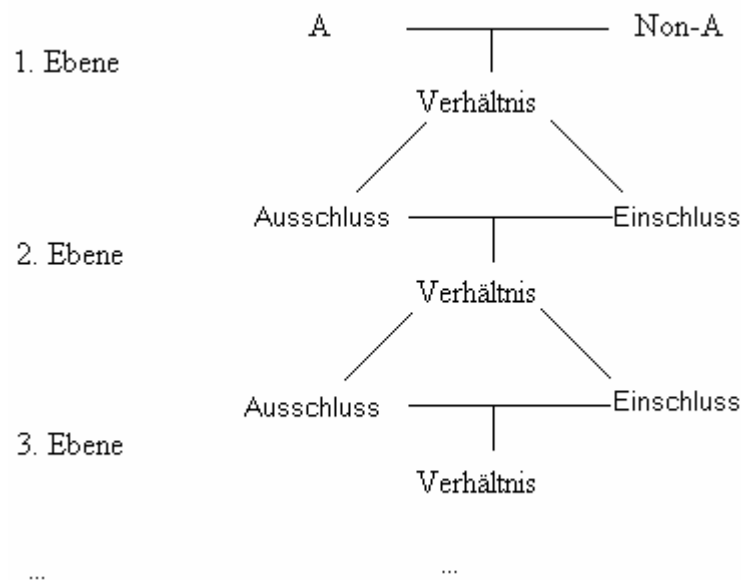 A Non-A
1. Ebene
Verhältnis
Ausschluss Einschluss
2. Ebene
Verhältnis
Ausschluss Einschluss
3. Ebene
Verhältnis
... ...